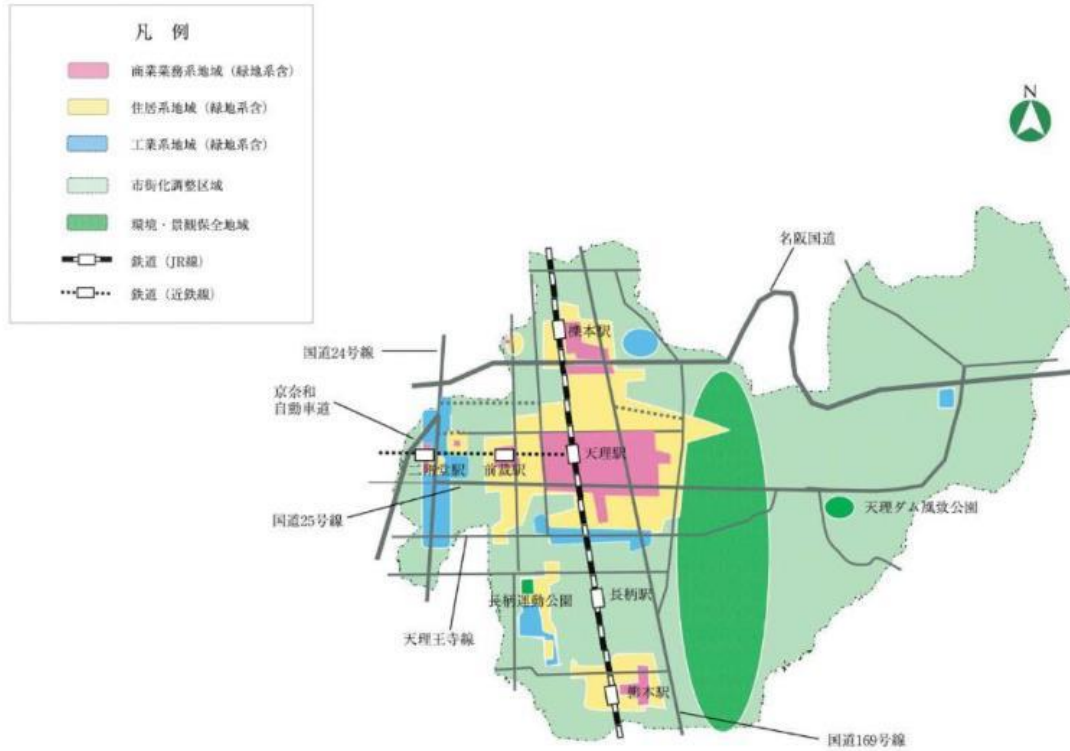 凡 例
商業業務系地域（緑地系含）
住居系地域（緑地系含）
工業系地域（緑地系含）
市街化調整区域
環境・景観保全地域
鉄道（JR線）
鉄道（近鉄線）
N
名阪国道
櫟本駅
国道24号線
京奈和
自動車道
二階堂駅
前栽駅
天理駅
国道25号線
天理ダム風致公園
長柄運動公園
長柄駅
天理王寺線
柳本駅
国道169号線